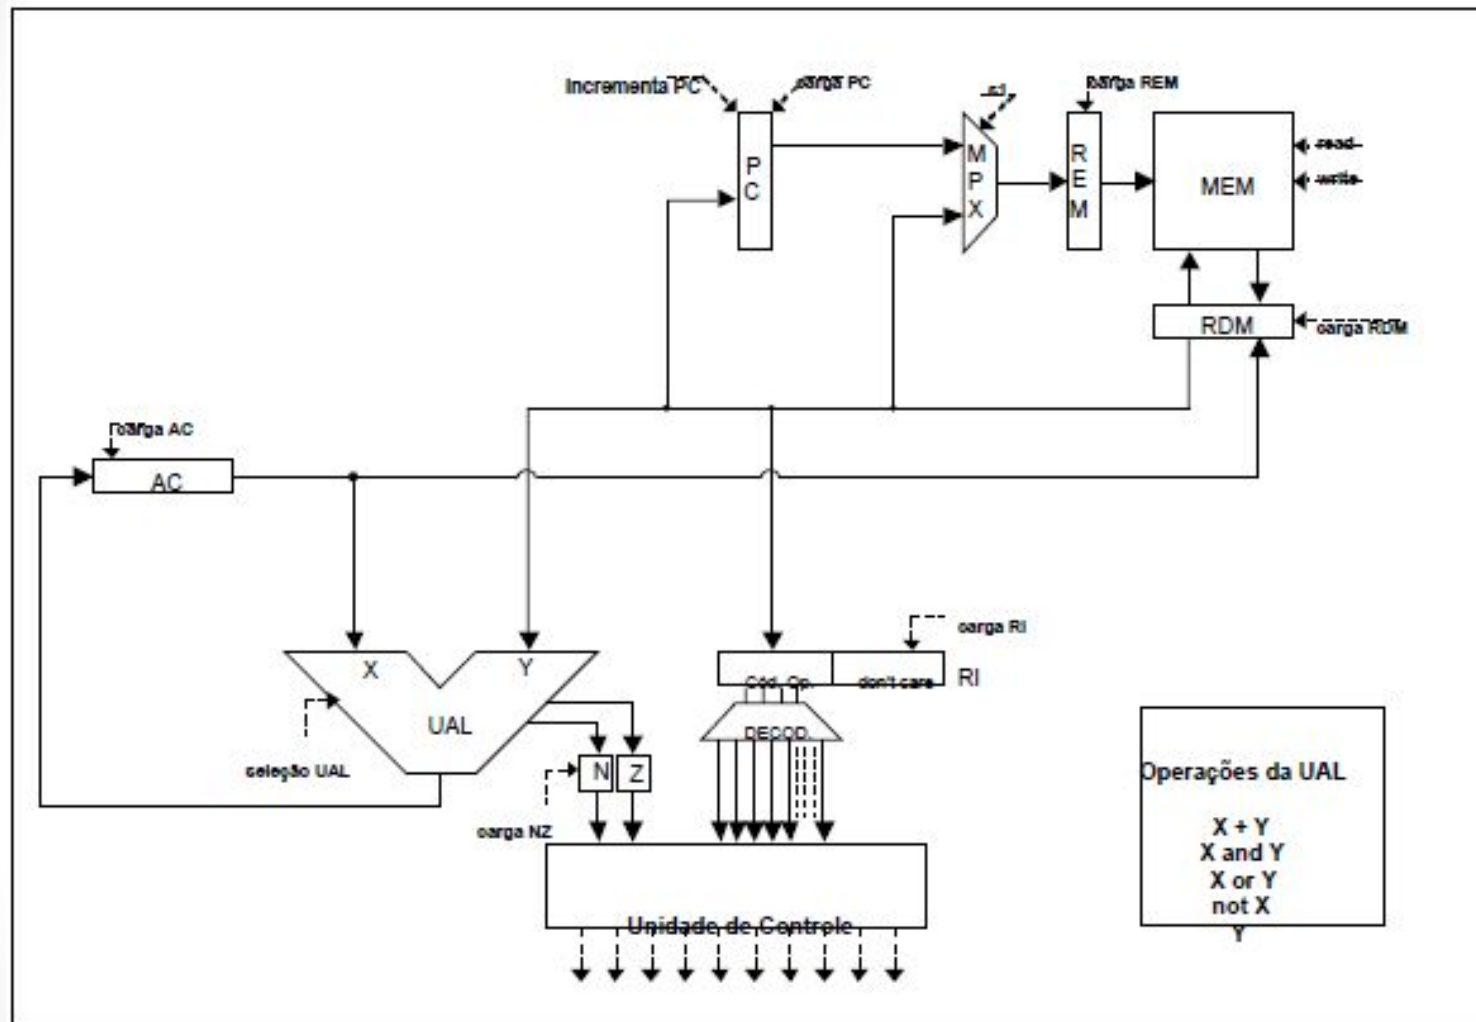 Incrementa PC
carga PC
s1
carga REM
P
C
M
P
X
R
E
M
MEM
read
write
RDM
carga RDM
carga AC
AC
X
Y
UAL
seleção UAL
N
Z
carga NZ
carga RI
Cód. Op.
don't care
RI
DECOD.
Unidade de Controle
Operações da UAL
X + Y
X and Y
X or Y
not X
Y